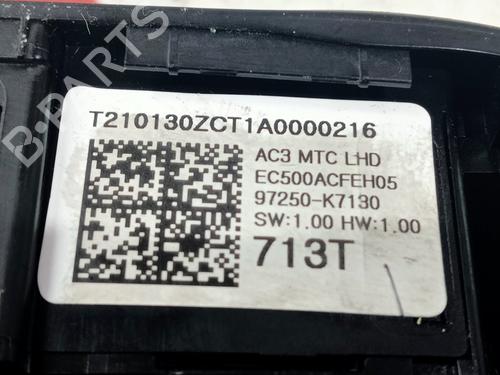 T210130ZCT1A0000216
AC3 MTC LHD
EC500ACFEH05
97250-K7130
SW:1.00 HW:1.00
713T
B-PARTS